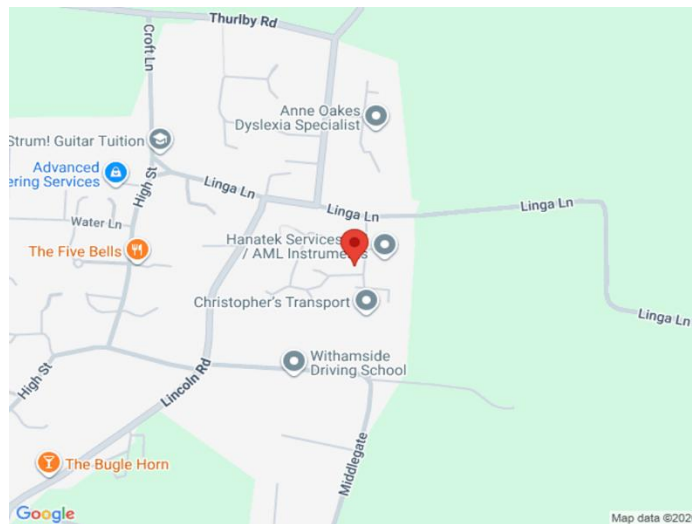 Thurlby Rd
Croft Ln
Anne Oakes
Dyslexia Specialist
Strum! Guitar Tuition
Advanced
ering Services
High St
Linga Ln
Linga Ln
Linga Ln
Water Ln
The Five Bells
Hanatek Services
/ AML Instruments
Christopher's Transport
Linga Ln
Withamside
Driving School
High St
Lincoln Rd
Middlegate
The Bugle Horn
Google
Map data ©202